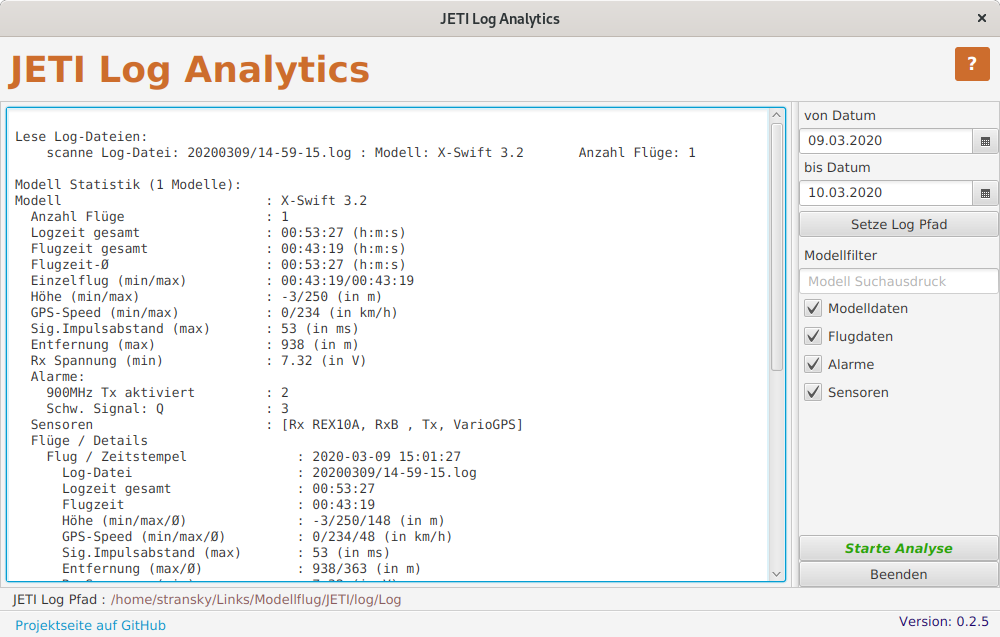 JETI Log Analytics
JETI Log Analytics
?
Lese Log-Dateien:
scanne Log-Datei: 20200309/14-59-15.log : Modell: X-Swift 3.2 Anzahl Flüge: 1
Modell Statistik (1 Modelle):
Modell : X-Swift 3.2
Anzahl Flüge : 1
Logzeit gesamt : 00:53:27 (h:m:s)
Flugzeit gesamt : 00:43:19 (h:m:s)
Flugzeit-Ø : 00:53:27 (h:m:s)
Einzelflug (min/max) : 00:43:19/00:43:19
Höhe (min/max) : -3/250 (in m)
GPS-Speed (min/max) : 0/234 (in km/h)
Sig.Impulsabstand (max) : 53 (in ms)
Entfernung (max) : 938 (in m)
Rx Spannung (min) : 7.32 (in V)
Alarme:
900MHz Tx aktiviert : 2
Schw. Signal: Q : 3
Sensoren : [Rx REX10A, RxB , Tx, VarioGPS]
Flüge / Details
Flug / Zeitstempel : 2020-03-09 15:01:27
Log-Datei : 20200309/14-59-15.log
Logzeit gesamt : 00:53:27
Flugzeit : 00:43:19
Höhe (min/max/Ø) : -3/250/148 (in m)
GPS-Speed (min/max/Ø) : 0/234/48 (in km/h)
Sig.Impulsabstand (max) : 53 (in ms)
Entfernung (max/Ø) : 938/363 (in m)
von Datum
09.03.2020
bis Datum
10.03.2020
Setze Log Pfad
Modellfilter
Modell Suchausdruck
Modelldaten
Flugdaten
Alarme
Sensoren
Starte Analyse
Beenden
JETI Log Pfad : /home/stransky/Links/Modellflug/JETI/log/Log
Projektseite auf GitHub
Version: 0.2.5